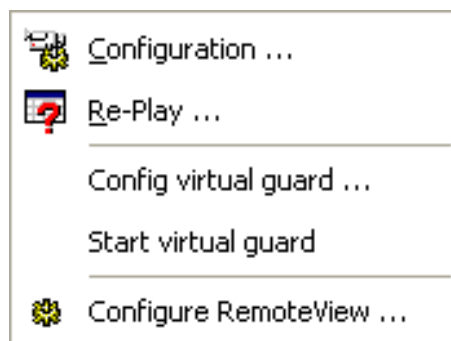 Configuration ...
Re-Play ...
Config virtual guard ...
Start virtual guard
Configure RemoteView ...